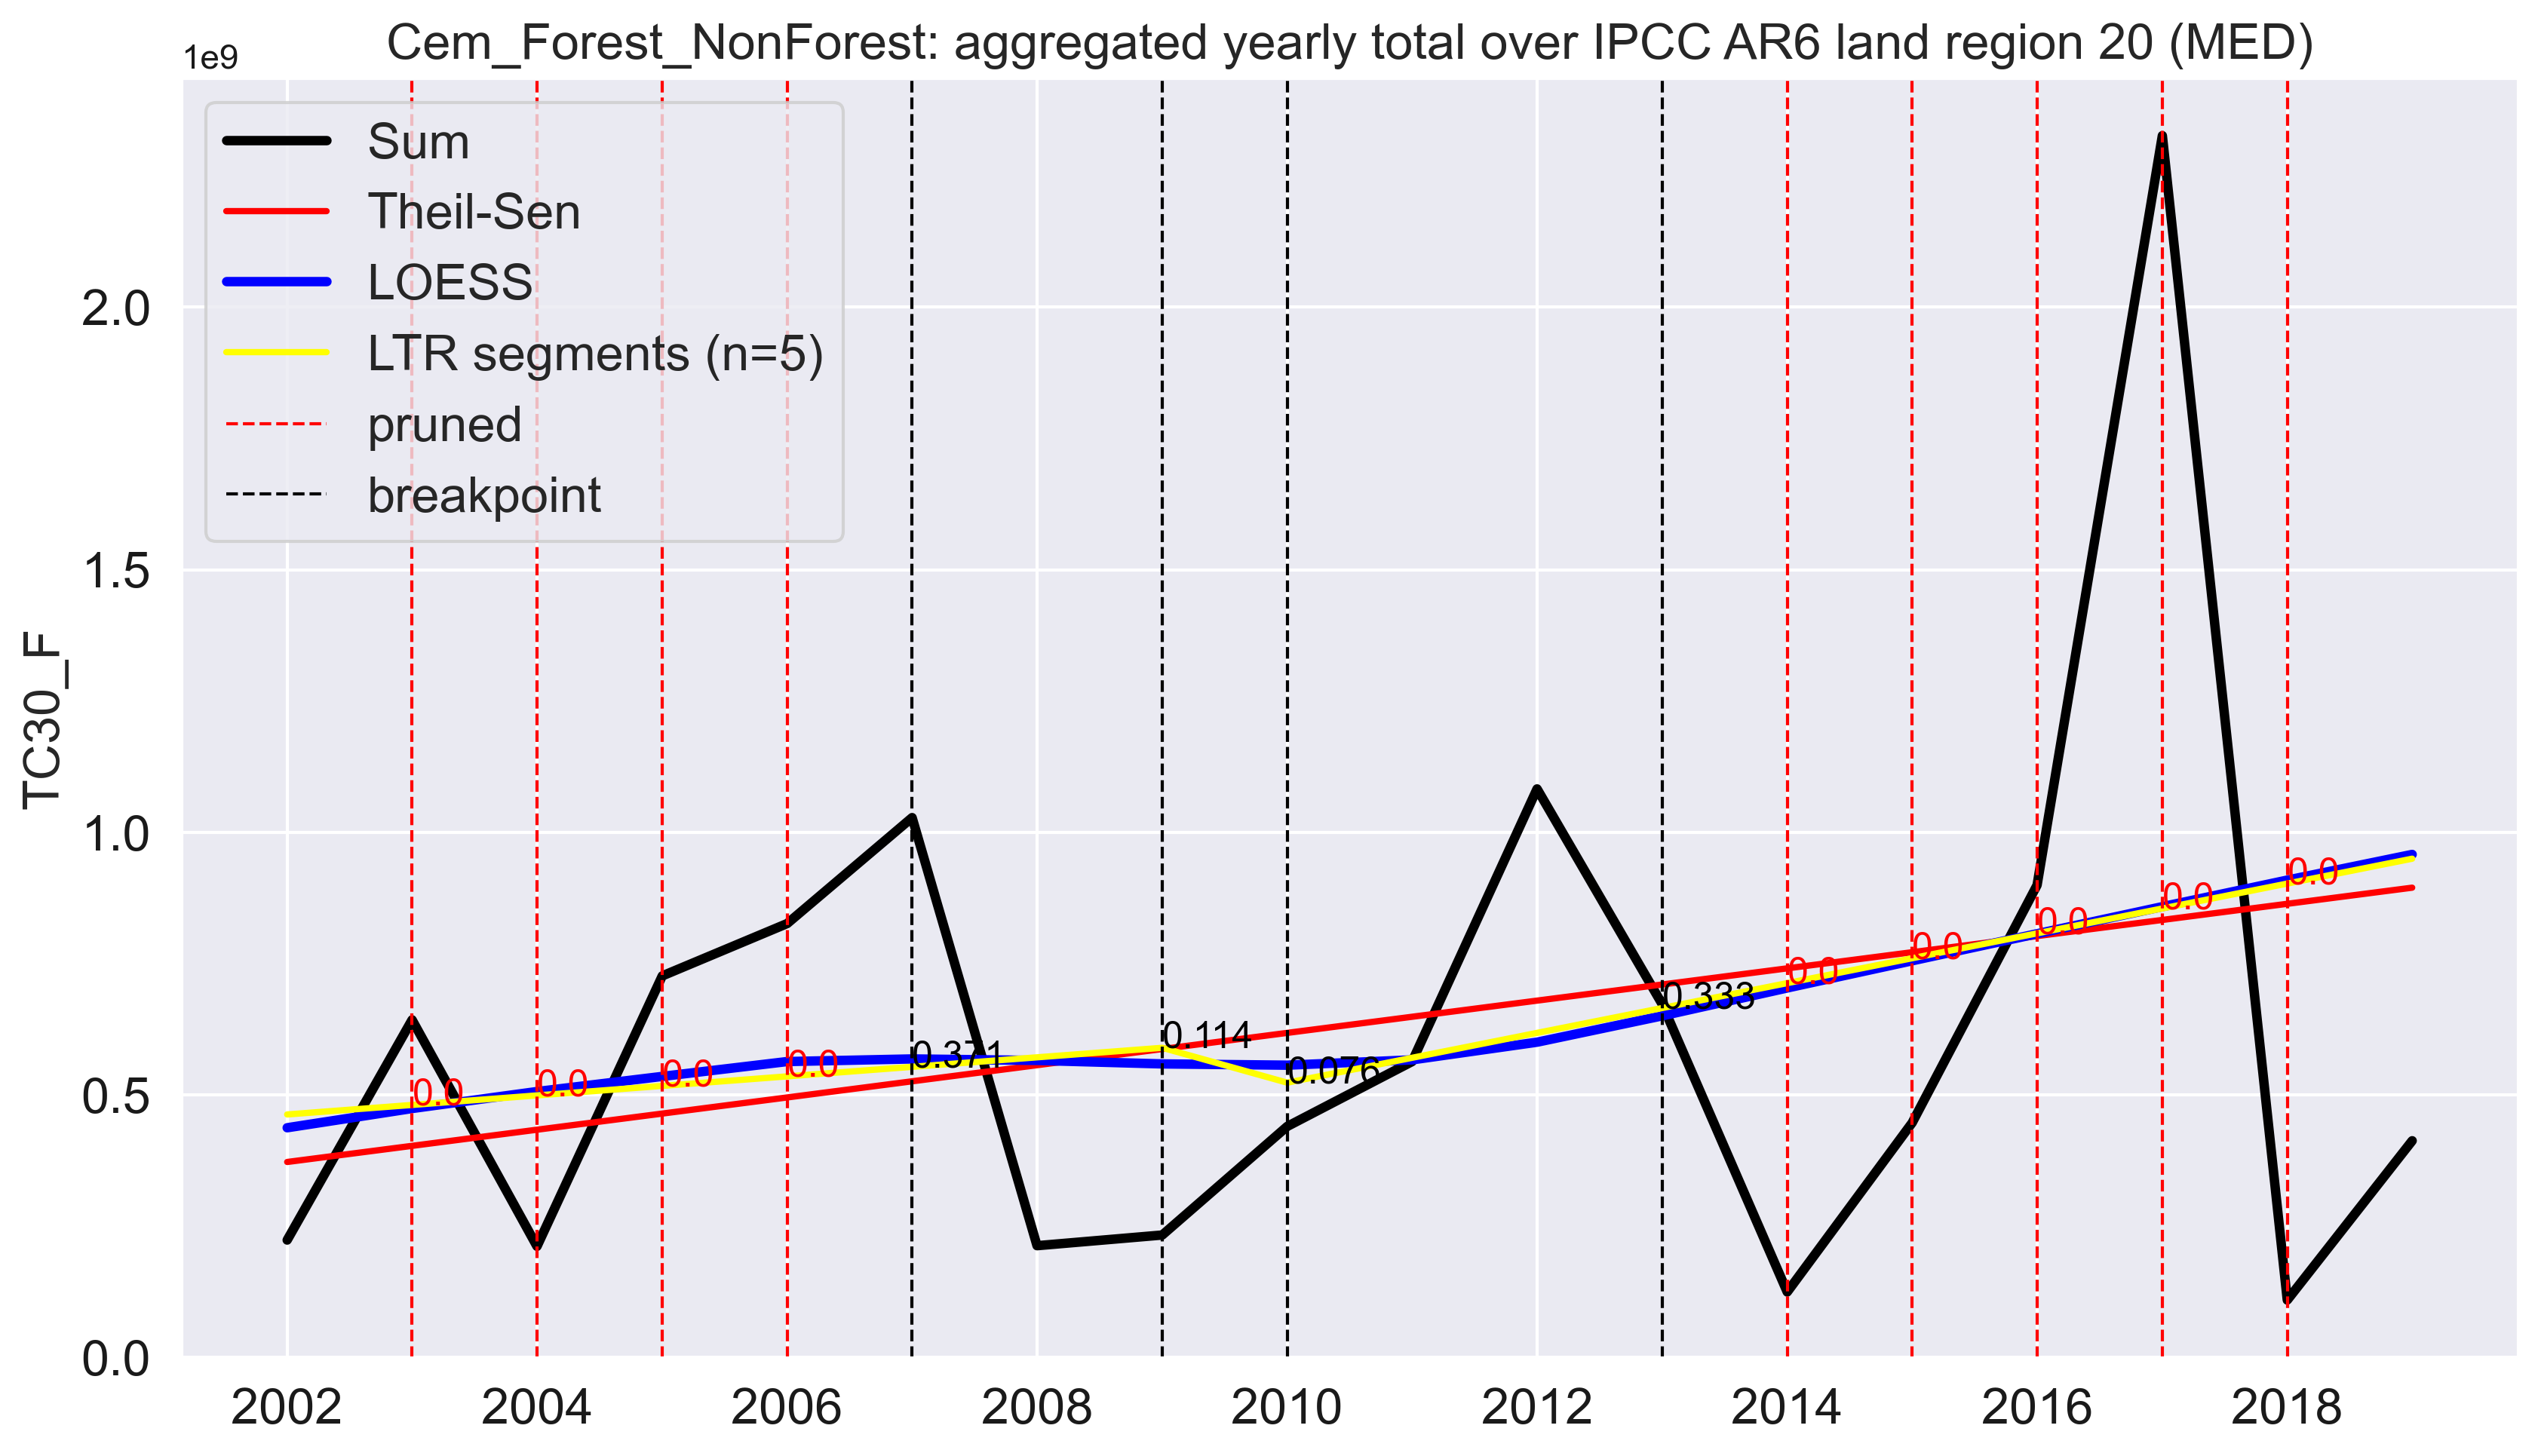 Cem_Forest_NonForest: aggregated yearly total over IPCC AR6 land region 20 (MED)
1e9
Sum
Theil-Sen
LOESS
LTR segments (n=5)
pruned
breakpoint
TC30_F
2.0
1.5
1.0
0.5
0.0
0.0
0.0
0.0
0.0
0.371
0.114
0.076
0.333
0.0
0.0
0.0
0.0
0.0
2002 2004 2006 2008 2010 2012 2014 2016 2018